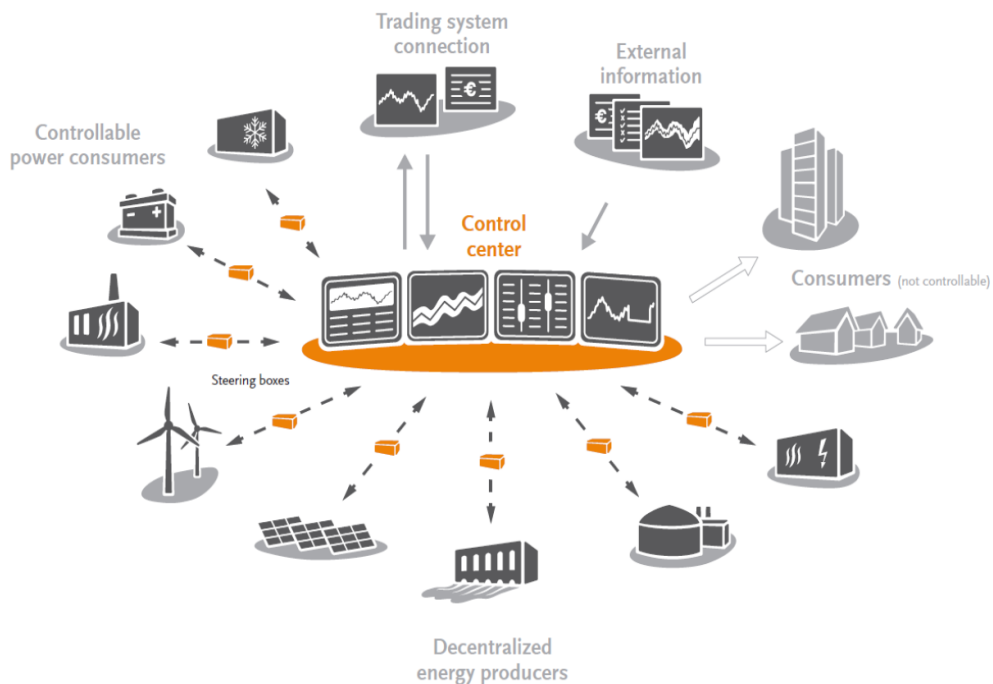 Trading system
connection
External
information
Controllable
power consumers
€
€
- +
Control
center
Consumers (not controllable)
Steering boxes
Decentralized
energy producers